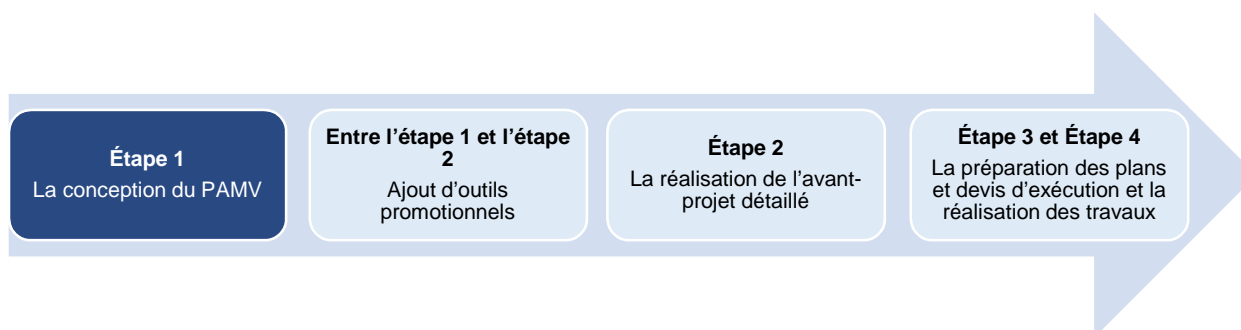 Étape 1
La conception du PAMV
Entre l'étape 1 et l'étape
2
Ajout d'outils
promotionnels
Étape 2
La réalisation de l'avant-
projet détaillé
Étape 3 et Étape 4
La préparation des plans
et devis d'exécution et la
réalisation des travaux